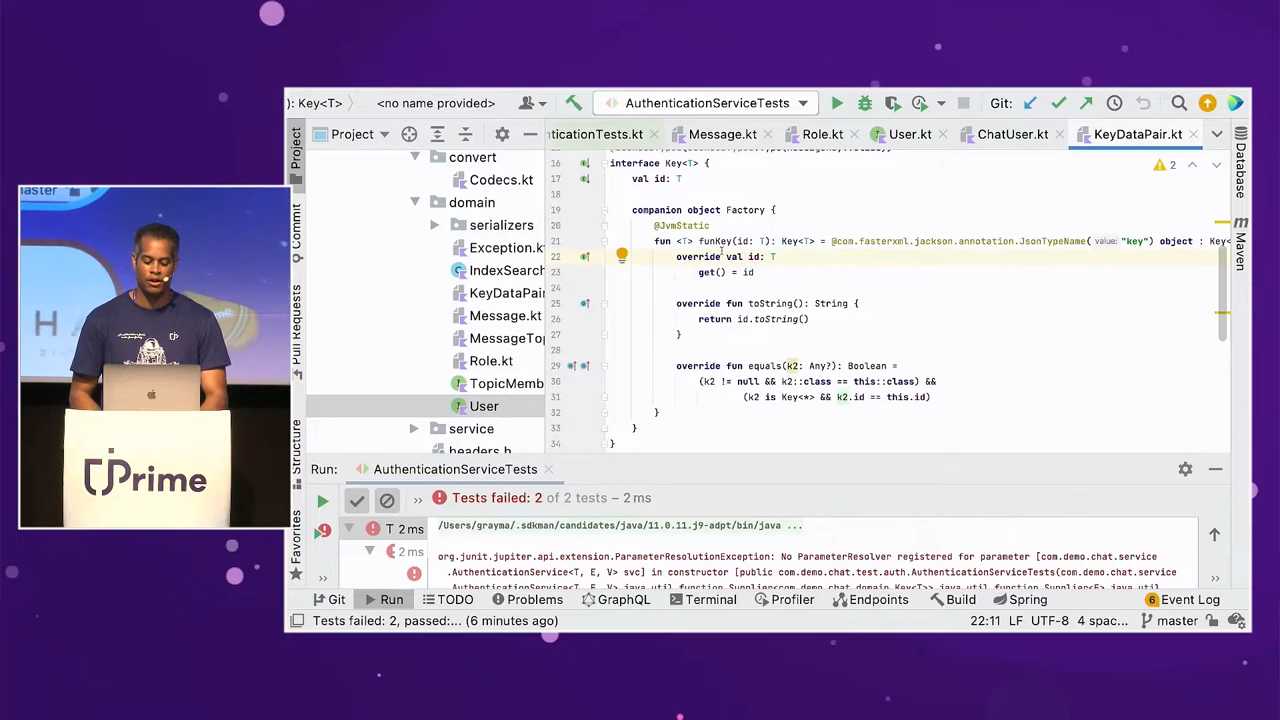 ): Key<T> <no name provided> AuthenticationServiceTests Git:
Project nticationTests.kt Message.kt Role.kt User.kt ChatUser.kt KeyDataPair.kt
convert
Codecs.kt
domain
serializers
Exception.k
IndexSearch
KeyDataPair
Message.kt
MessageTop
Role.kt
TopicMemb
User
service
headers.h
Project
Commit
Pull Requests
Structure
Favorites
16 interface Key<T> {
17 val id: T
18
19 companion object Factory {
20 @JvmStatic
21 fun <T> funKey(id: T): Key<T> = @com.fasterxml.jackson.annotation.JsonTypeName( value: "key") object : Key<
22 override val id: T
23 get() = id
24
25 override fun toString(): String {
26 return id.toString()
27 }
28
29 override fun equals(k2: Any?): Boolean =
30 (k2 != null && k2::class == this::class) &&
31 (k2 is Key<*> && k2.id == this.id)
32 }
33 }
34 }
2
Database
m Maven
Run: AuthenticationServiceTests
Tests failed: 2 of 2 tests – 2 ms
T 2 ms
2 ms
/Users/grayma/.sdkman/candidates/java/11.0.11.j9-adpt/bin/java ...
org.junit.jupiter.api.extension.ParameterResolutionException: No ParameterResolver registered for parameter [com.demo.chat.service
.AuthenticationService<T, E, V> svc] in constructor [public com.demo.chat.test.auth.AuthenticationServiceTests(com.demo.chat.service
Git Run TODO Problems GraphQL Terminal Profiler Endpoints Build Spring 6 Event Log
Tests failed: 2, passed:... (6 minutes ago) 22:11 LF UTF-8 4 spac... master
master
H A
jPrime